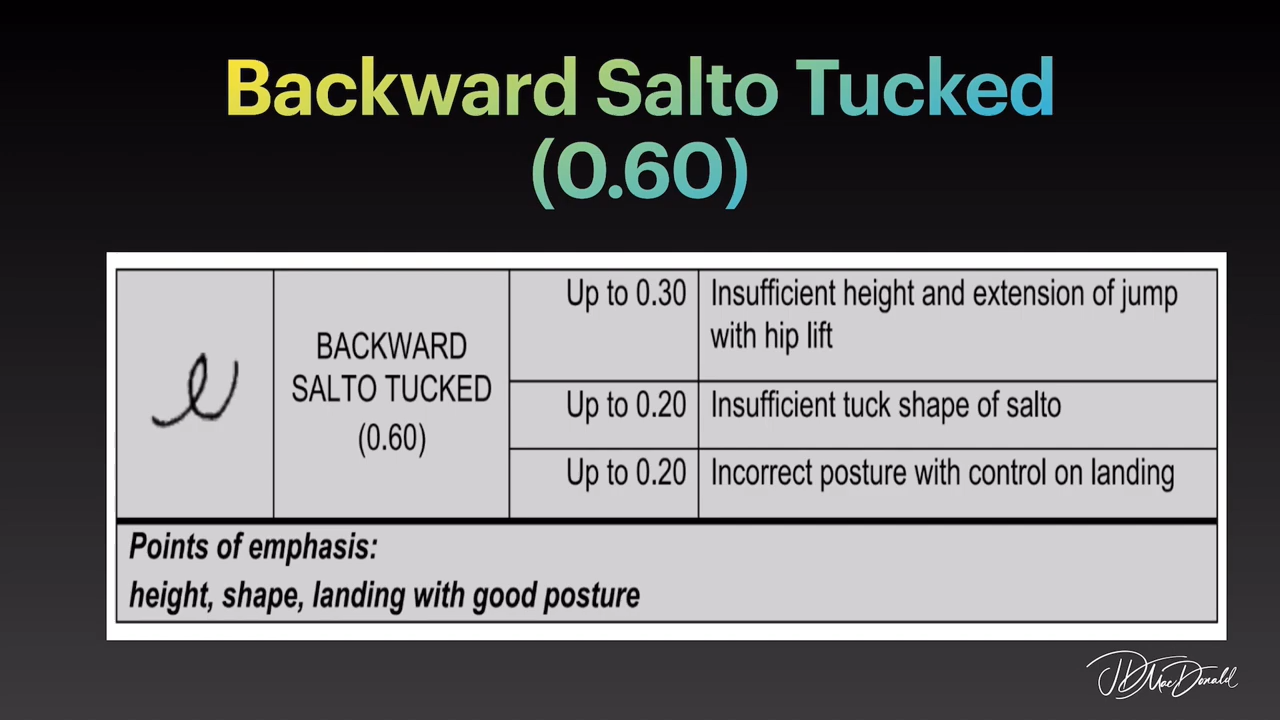 Backward Salto Tucked
(0.60)
BACKWARD
SALTO TUCKED
(0.60)
Up to 0.30
Insufficient height and extension of jump
with hip lift
Up to 0.20
Insufficient tuck shape of salto
Up to 0.20
Incorrect posture with control on landing
Points of emphasis:
height, shape, landing with good posture
JDMacDonald